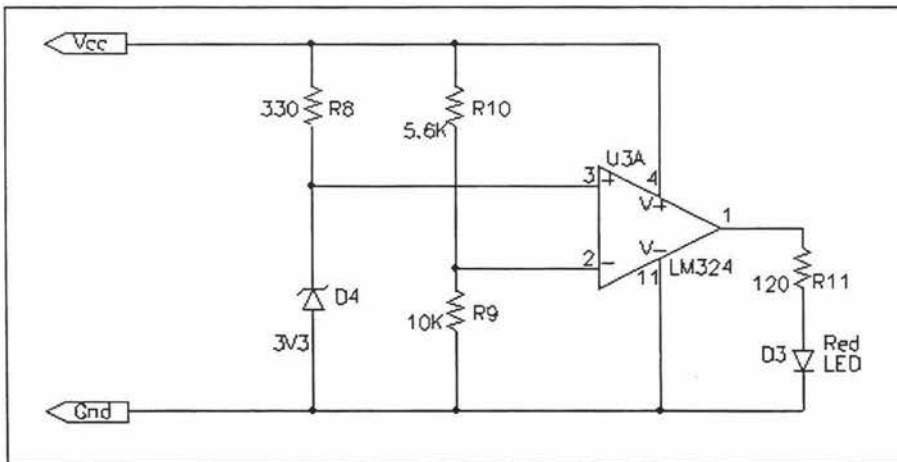 Vcc
330 R8
R10
5.6K
U3A
3 + 4
V+
1
2 -
V-
11 LM324
D4
3V3
10K R9
120 R11
D3 Red
LED
Gnd